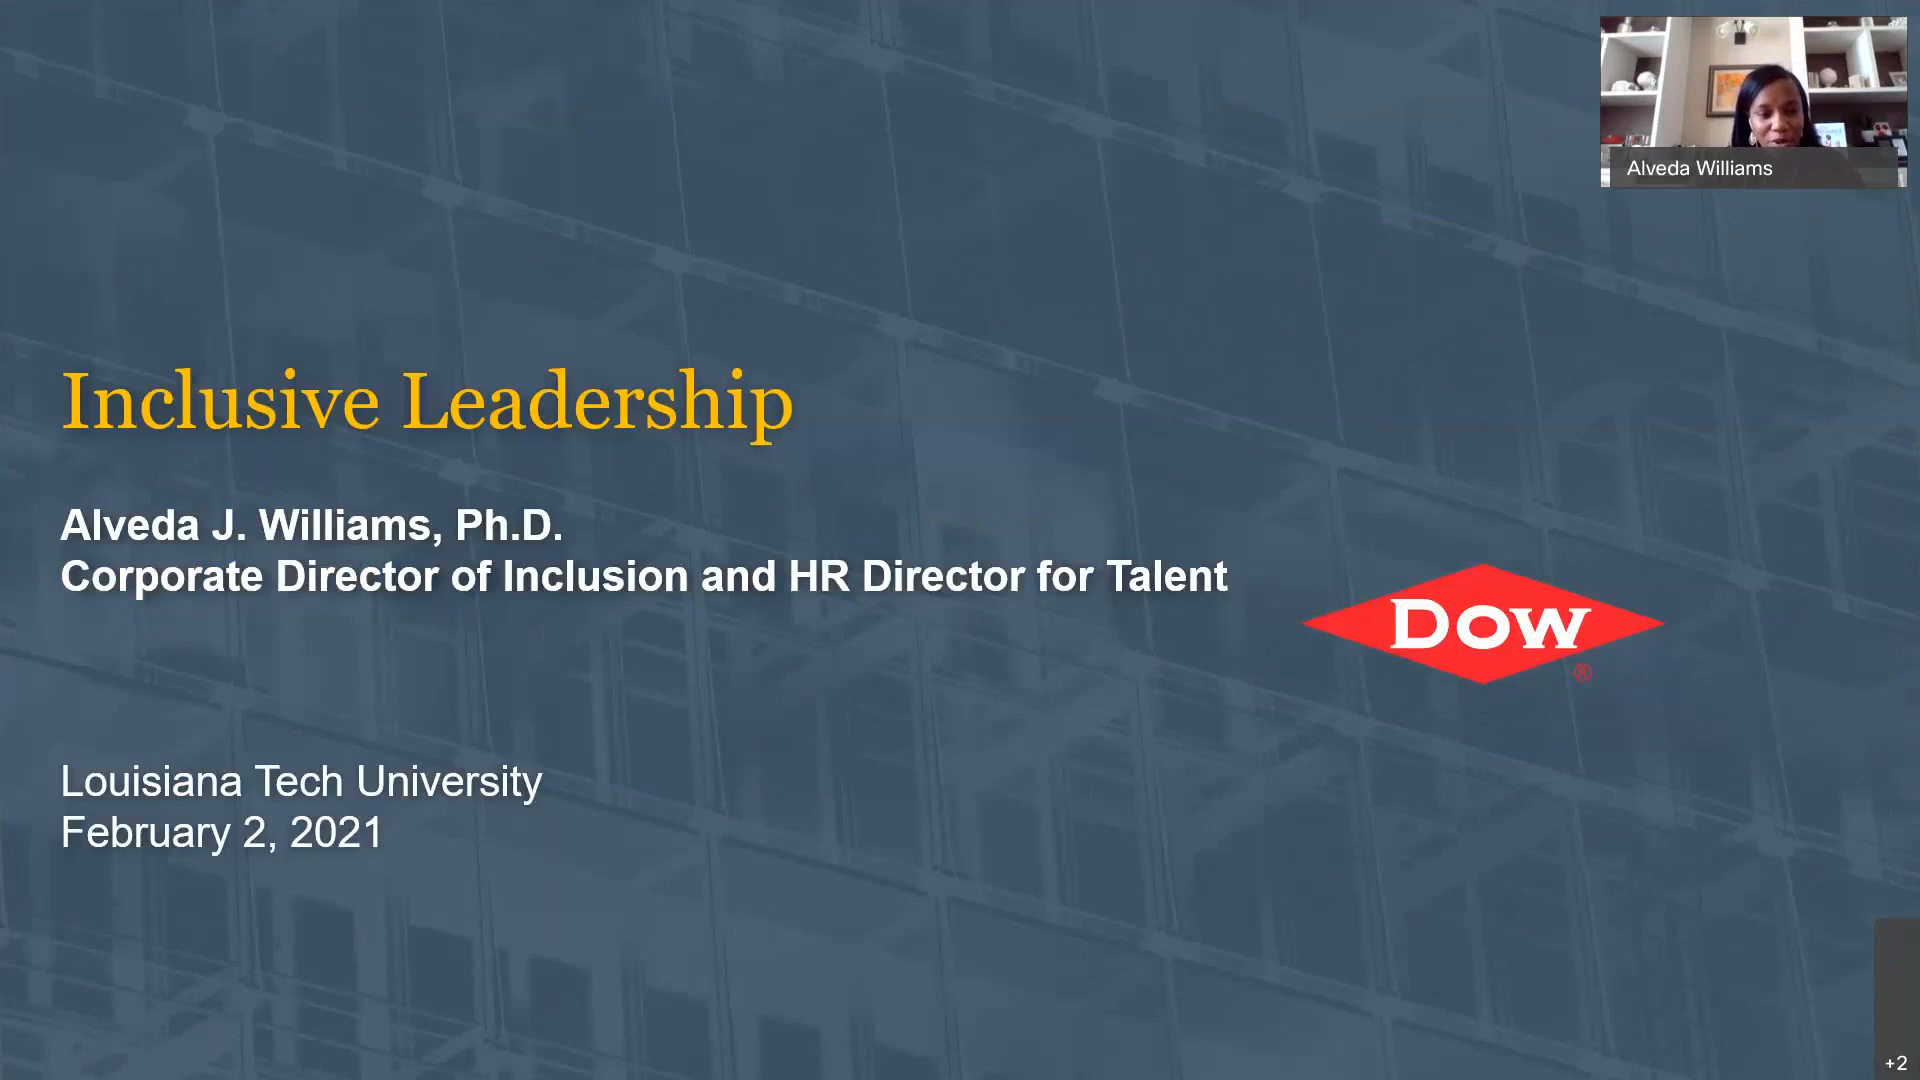 Alveda Williams
Inclusive Leadership
Alveda J. Williams, Ph.D.
Corporate Director of Inclusion and HR Director for Talent
DOW
®
Louisiana Tech University
February 2, 2021
+2